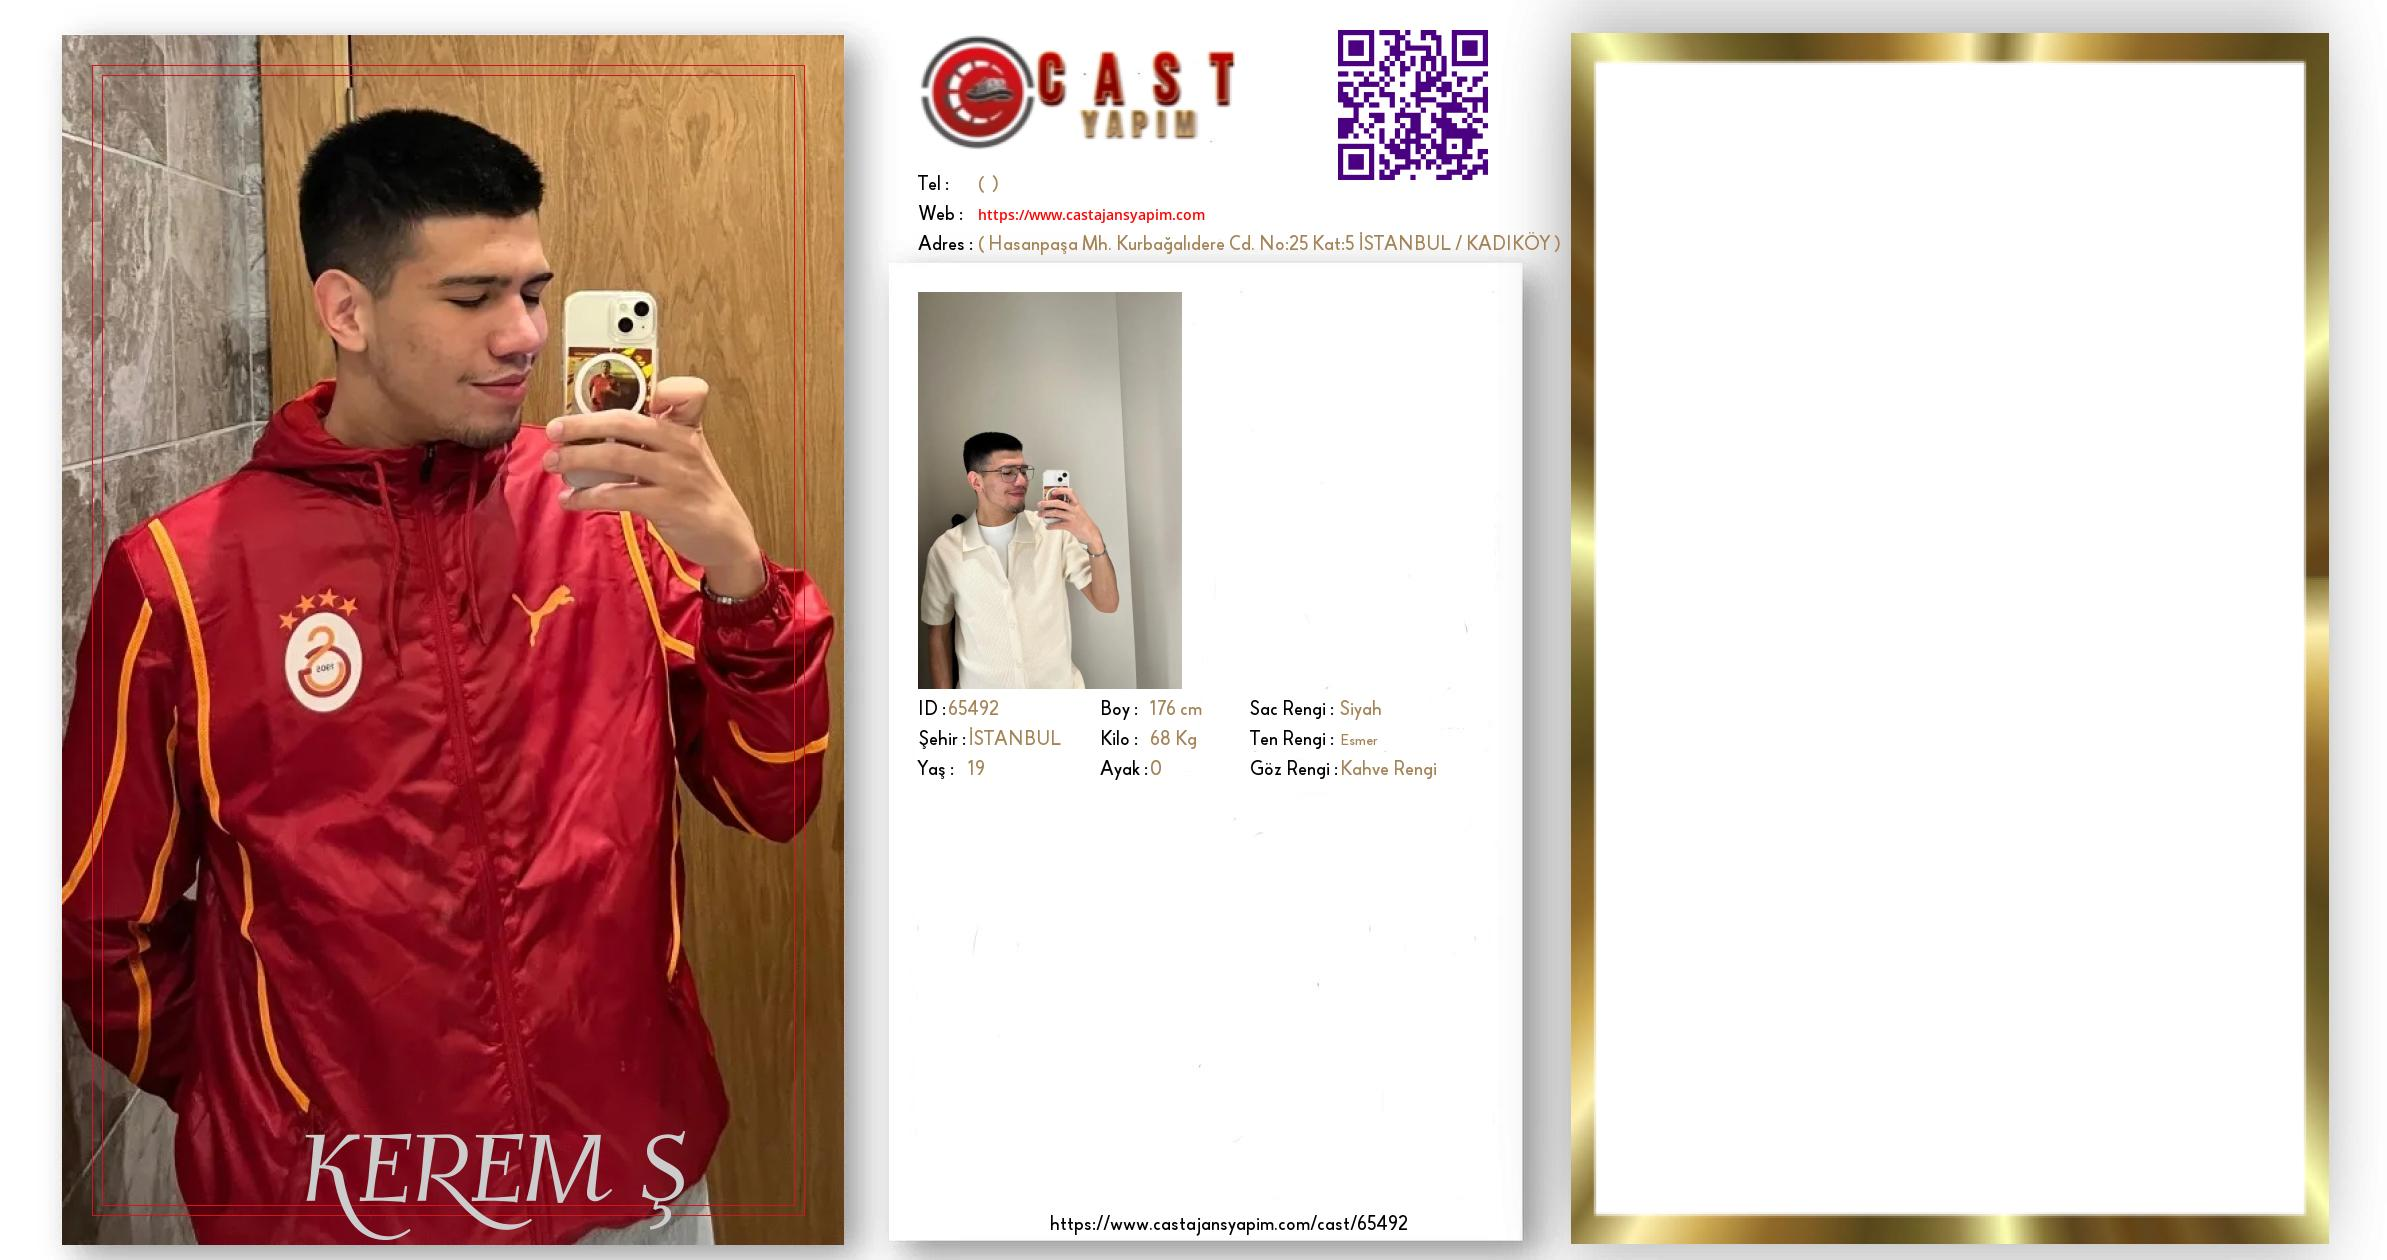 KEREM Ş
CAST
YAPIM
Tel : ( )
Web : https://www.castajansyapim.com
Adres : ( Hasanpaşa Mh. Kurbağalıdere Cd. No:25 Kat:5 İSTANBUL / KADIKÖY )
ID : 65492 Boy : 176 cm Sac Rengi : Siyah
Şehir : İSTANBUL Kilo : 68 Kg Ten Rengi : Esmer
Yaş : 19 Ayak : 0 Göz Rengi : Kahve Rengi
https://www.castajansyapim.com/cast/65492